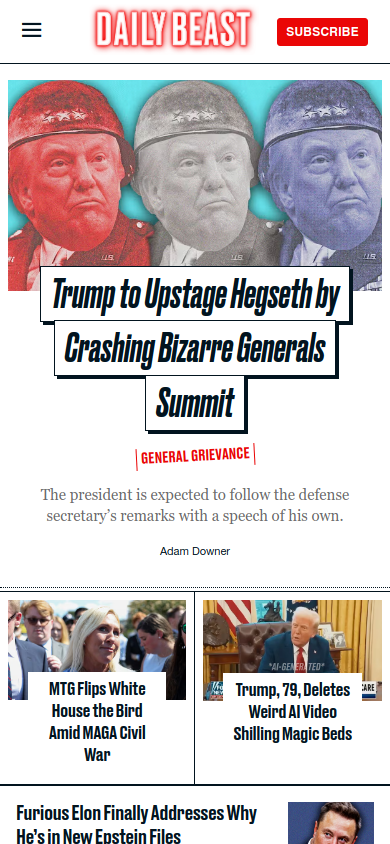 DAILY BEAST
SUBSCRIBE
U.S.
U.S.
U.S.
Trump to Upstage Hegseth by
Crashing Bizarre Generals
Summit
GENERAL GRIEVANCE
The president is expected to follow the defense
secretary’s remarks with a speech of his own.
Adam Downer
MTG Flips White
House the Bird
Amid MAGA Civil
War
*AI-GENERATED*
CARE
Trump, 79, Deletes
Weird AI Video
Shilling Magic Beds
Furious Elon Finally Addresses Why
He’s in New Epstein Files